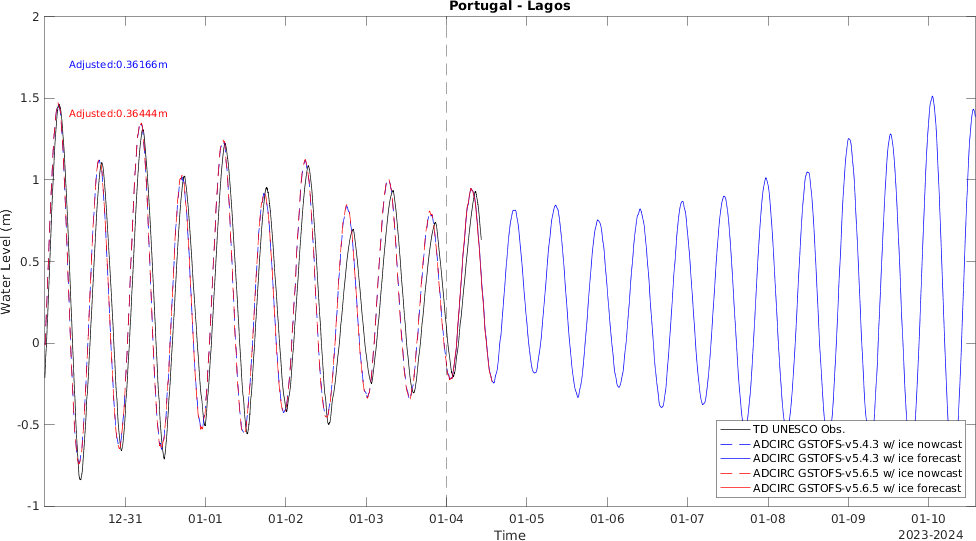 Portugal - Lagos
2
1.5
1
0.5
0
-0.5
-1
Water Level (m)
Adjusted:0.36166m
Adjusted:0.36444m
TD UNESCO Obs.
ADCIRC GSTOFS-v5.4.3 w/ ice nowcast
ADCIRC GSTOFS-v5.4.3 w/ ice forecast
ADCIRC GSTOFS-v5.6.5 w/ ice nowcast
ADCIRC GSTOFS-v5.6.5 w/ ice forecast
12-31 01-01 01-02 01-03 01-04 01-05 01-06 01-07 01-08 01-09 01-10
Time
2023-2024